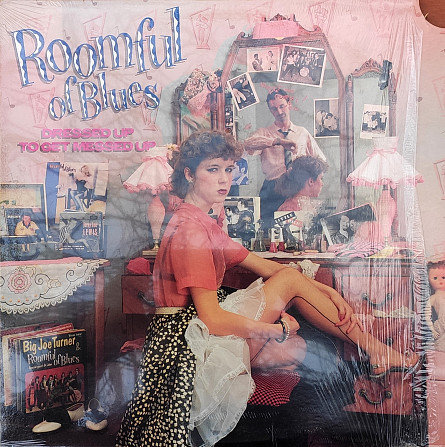 Roomful
of Blues
DRESSED UP
TO GET MESSED UP
Big Joe Turner
&
Roomful of Blues